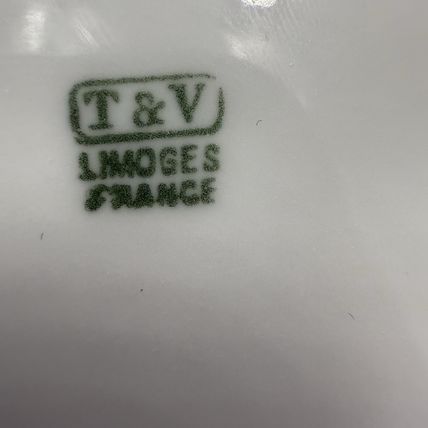 T & V
LIMOGES
FRANCE